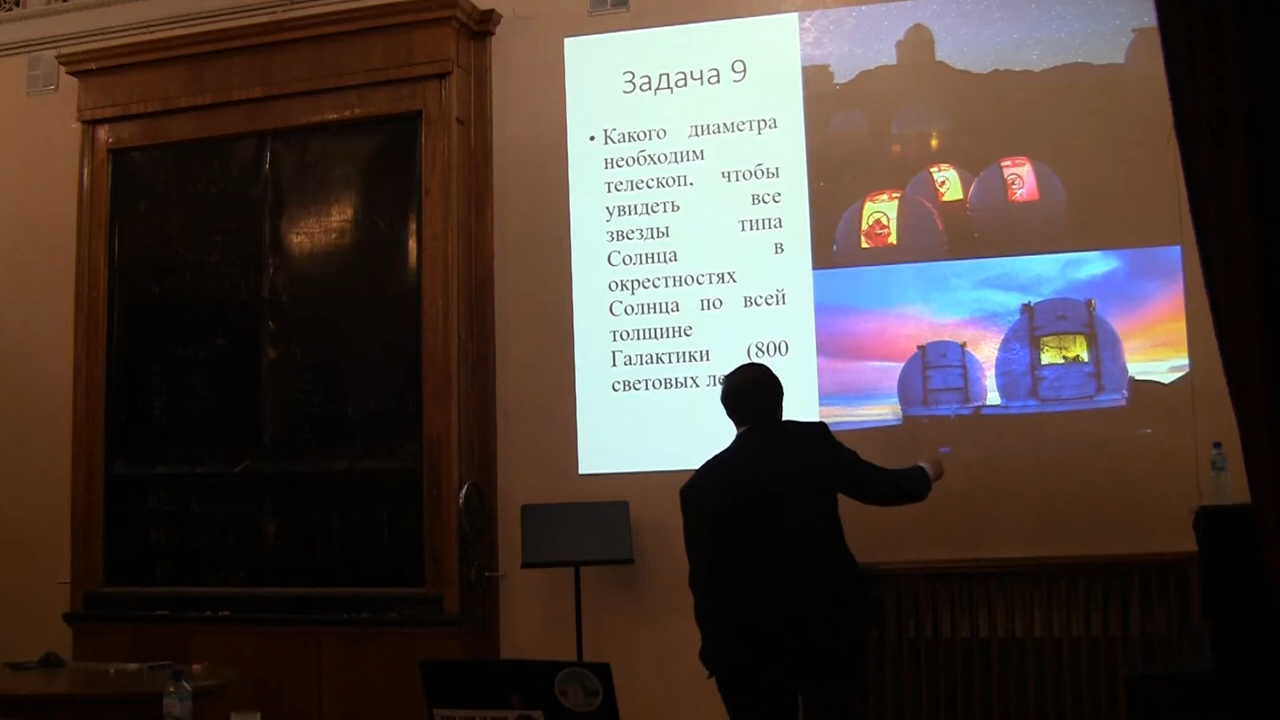 Задача 9
• Какого диаметра
необходим
телескоп, чтобы
увидеть все
звезды типа
Солнца в
окрестностях
Солнца по всей
толщине
Галактики (800
световых